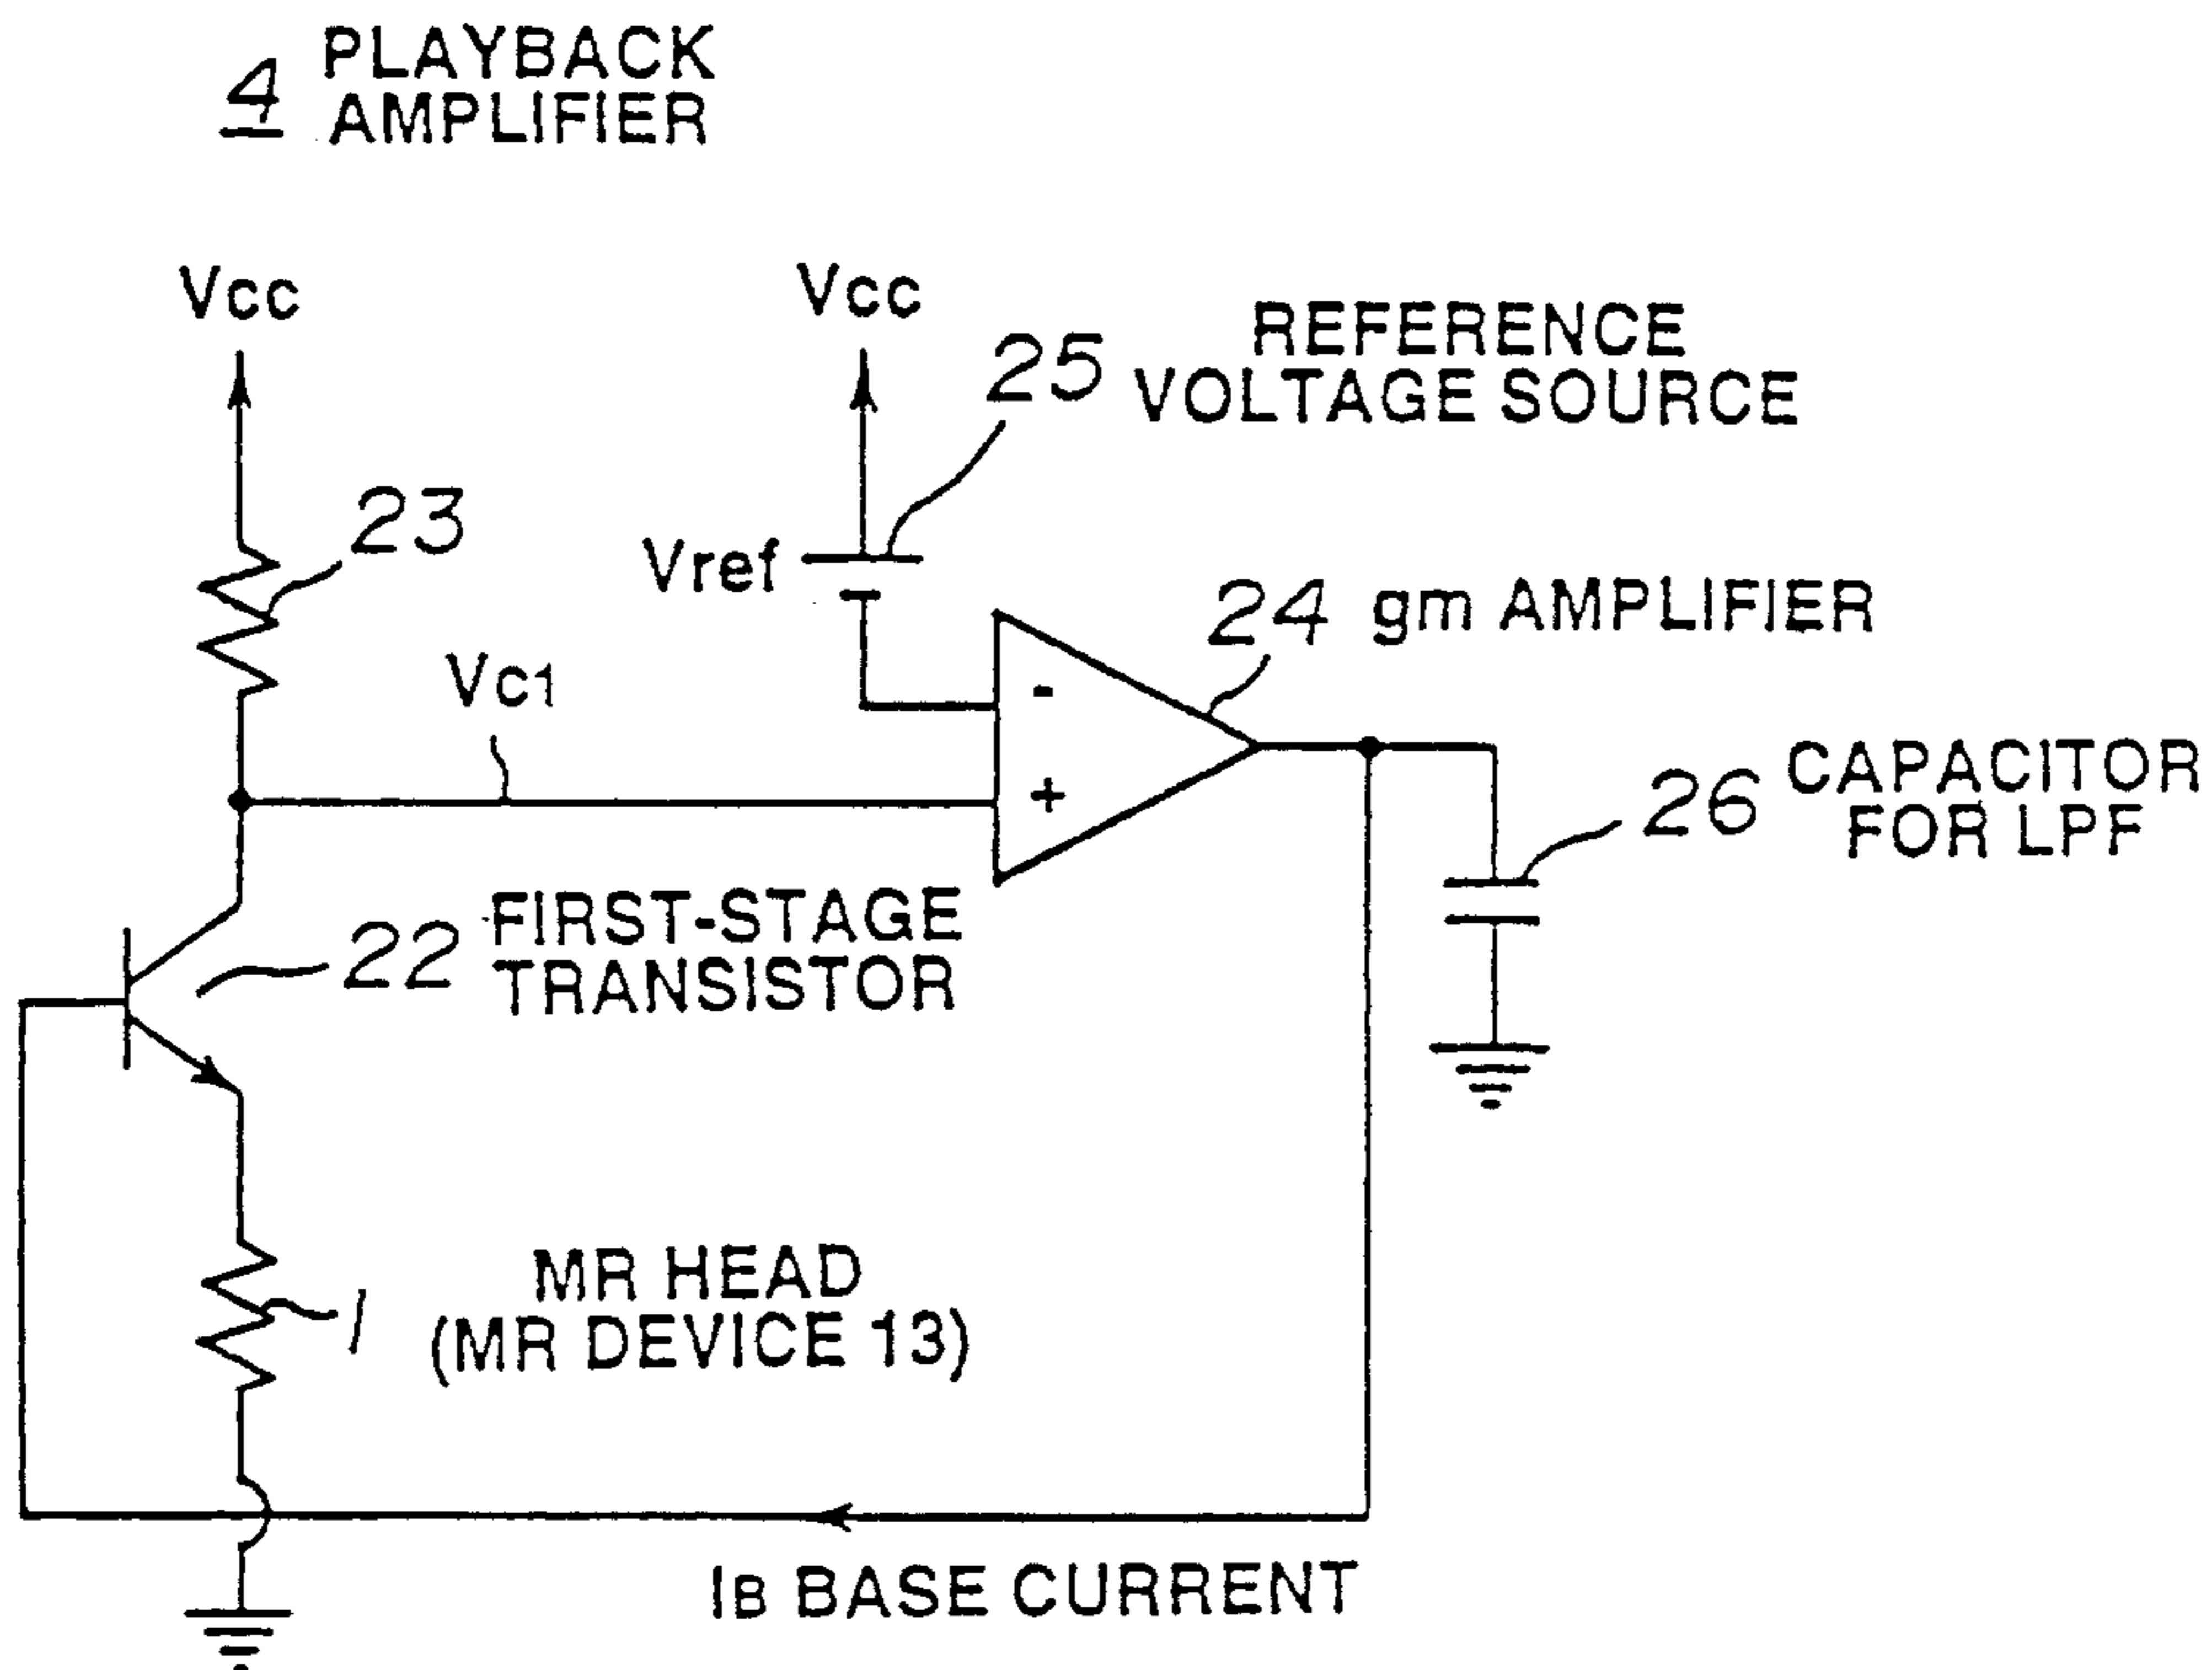 4 PLAYBACK
AMPLIFIER
Vcc
Vcc
25 REFERENCE
VOLTAGE SOURCE
23
Vref
24 gm AMPLIFIER
Vc1
-
+
26 CAPACITOR
FOR LPF
22 FIRST-STAGE
TRANSISTOR
1 MR HEAD
(MR DEVICE 13)
IB BASE CURRENT